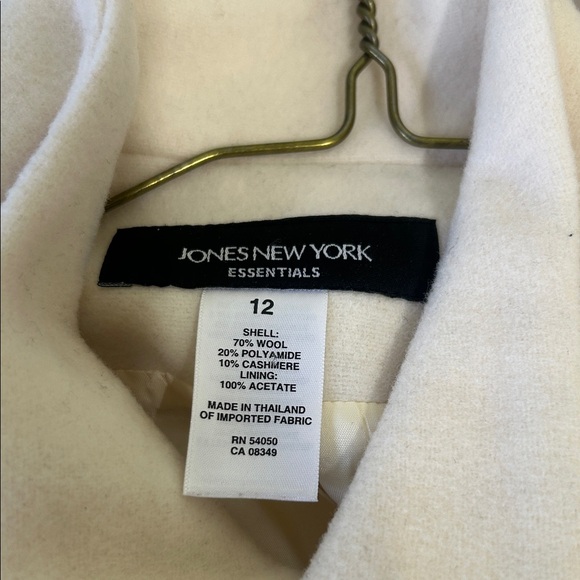 JONES NEW YORK
ESSENTIALS
12
SHELL:
70% WOOL
20% POLYAMIDE
10% CASHMERE
LINING:
100% ACETATE
MADE IN THAILAND
OF IMPORTED FABRIC
RN 54050
CA 08349